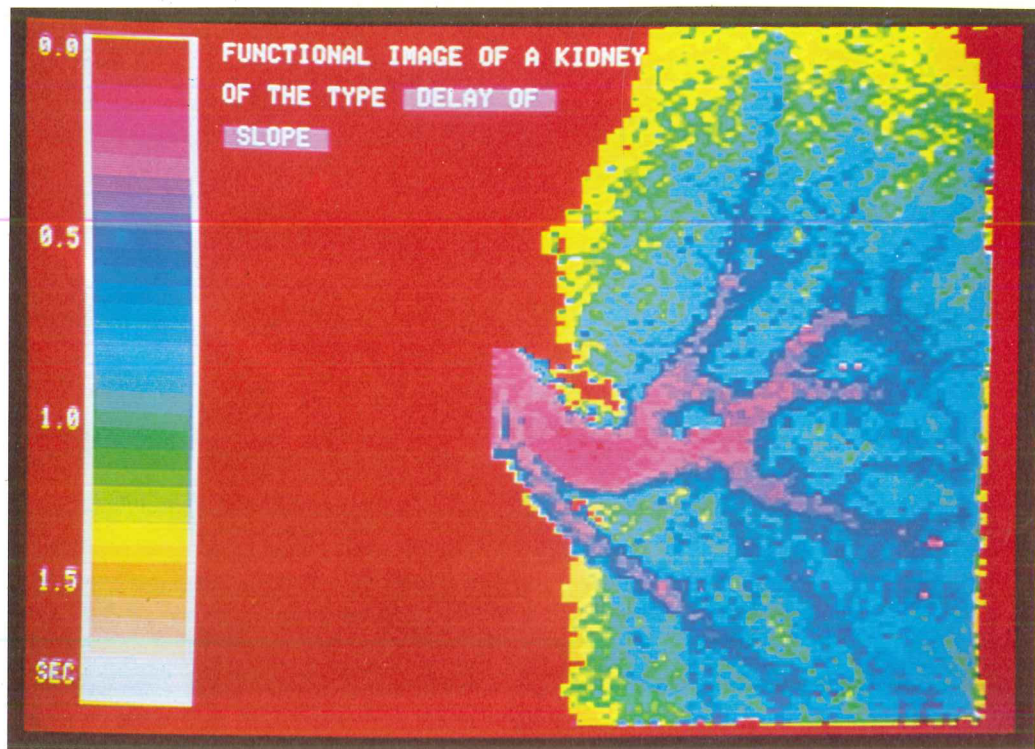 FUNCTIONAL IMAGE OF A KIDNEY
OF THE TYPE DELAY OF
SLOPE
0.0
0.5
1.0
1.5
SEC